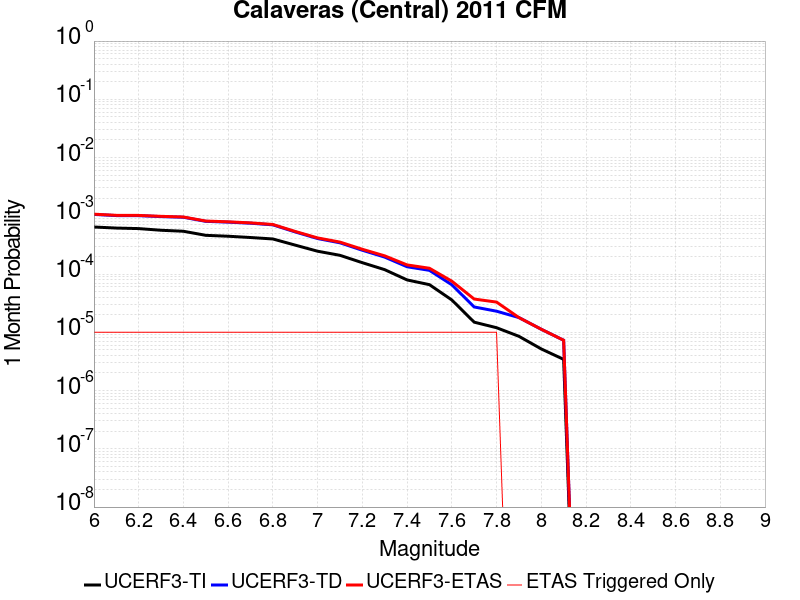 Calaveras (Central) 2011 CFM
10^0
10^-1
10^-2
10^-3
10^-4
10^-5
10^-6
10^-7
10^-8
1 Month Probability
6 6.2 6.4 6.6 6.8 7 7.2 7.4 7.6 7.8 8 8.2 8.4 8.6 8.8 9
Magnitude
UCERF3-TI UCERF3-TD UCERF3-ETAS ETAS Triggered Only